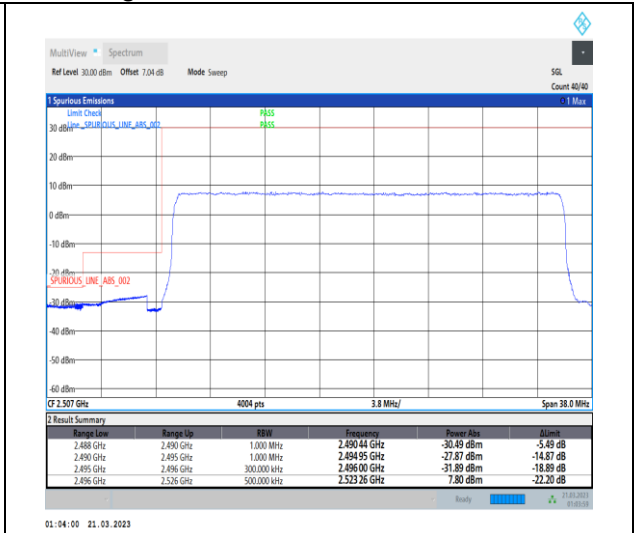 MultiView Spectrum
Ref Level 30.00 dBm Offset 7.04 dB Mode Sweep SGL
Count 40/40
1 Spurious Emissions 1 Max
Limit Check PASS
Line _SPURIOUS_LINE_ABS_002 PASS
30 dBm
20 dBm
10 dBm
0 dBm
-10 dBm
-20 dBm
SPURIOUS_LINE_ABS_002
-30 dBm
-40 dBm
-50 dBm
-60 dBm
CF 2.507 GHz 4004 pts 3.8 MHz/ Span 38.0 MHz
2 Result Summary
Range Low Range Up RBW Frequency Power Abs ΔLimit
2.488 GHz 2.490 GHz 1.000 MHz 2.490 44 GHz -30.49 dBm -5.49 dB
2.490 GHz 2.495 GHz 1.000 MHz 2.494 95 GHz -27.87 dBm -14.87 dB
2.495 GHz 2.496 GHz 300.000 kHz 2.496 00 GHz -31.89 dBm -18.89 dB
2.496 GHz 2.526 GHz 500.000 kHz 2.523 26 GHz 7.80 dBm -22.20 dB
Ready 21.03.2023
01:03:59
01:04:00 21.03.2023